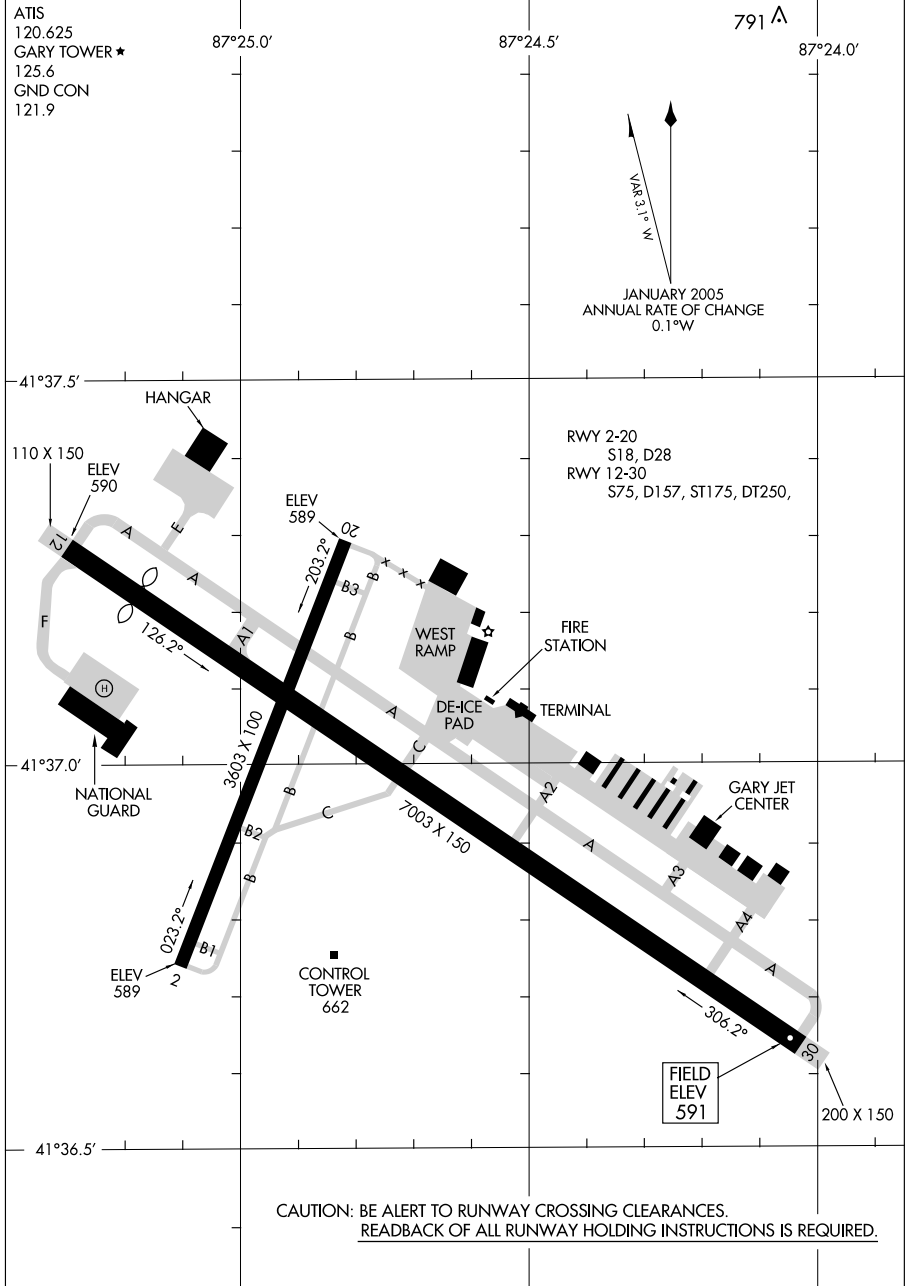 ATIS
120.625
GARY TOWER ★
125.6
GND CON
121.9
87°25.0'
87°24.5'
791
87°24.0'
VAR 3.1° W
JANUARY 2005
ANNUAL RATE OF CHANGE
0.1°W
41°37.5'
HANGAR
RWY 2-20
S18, D28
RWY 12-30
S75, D157, ST175, DT250,
110 X 150
ELEV
590
ELEV
589
20
12
A
E
203.2°
B
B3
A
F
B
A1
126.2°
WEST
RAMP
FIRE
STATION
H
A
DE-ICE
PAD
TERMINAL
C
3603 X 100
41°37.0'
NATIONAL
GUARD
B
C
7003 X 150
A2
GARY JET
CENTER
B2
A
B
A3
023.2°
A4
B1
ELEV
589
2
CONTROL
TOWER
662
A
306.2°
30
FIELD
ELEV
591
200 X 150
41°36.5'
CAUTION: BE ALERT TO RUNWAY CROSSING CLEARANCES.
READBACK OF ALL RUNWAY HOLDING INSTRUCTIONS IS REQUIRED.